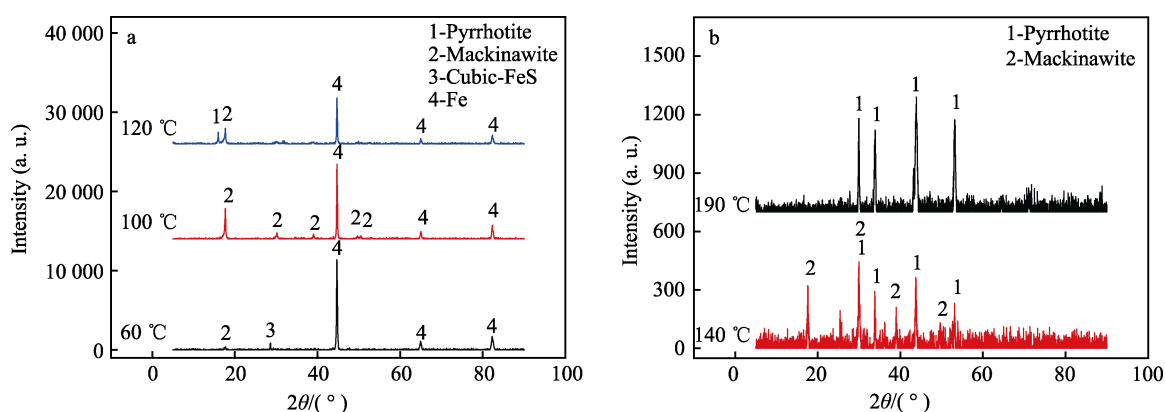 a
1-Pyrrhotite
2-Mackinawite
3-Cubic-FeS
4-Fe
40 000
30 000
20 000
10 000
0
Intensity (a. u.)
120 ℃
1 2 4 4 4
100 ℃
2 2 2 4 2 2 4 4
60 ℃
2 3 4 4 4
0 20 40 60 80 100
2θ/( ° )
b
1-Pyrrhotite
2-Mackinawite
1500
1200
900
600
300
0
Intensity (a. u.)
190 ℃
1 1 1 1
140 ℃
2 2 1 1 2 1 2 1
0 20 40 60 80 100
2θ/( ° )